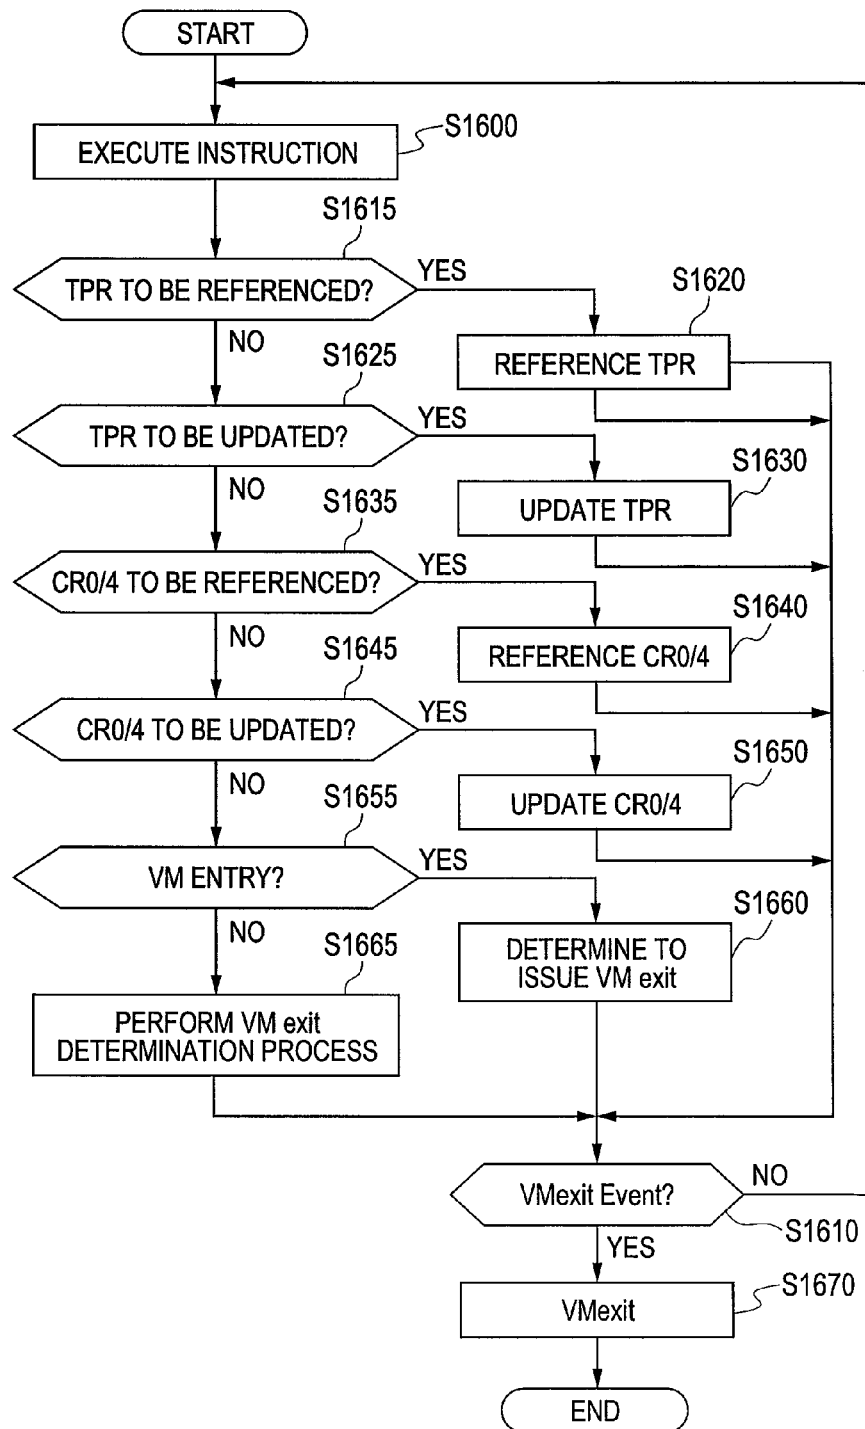 START
S1600
EXECUTE INSTRUCTION
S1615
TPR TO BE REFERENCED?
YES
S1620
REFERENCE TPR
NO
S1625
TPR TO BE UPDATED?
YES
S1630
UPDATE TPR
NO
S1635
CR0/4 TO BE REFERENCED?
YES
S1640
REFERENCE CR0/4
NO
S1645
CR0/4 TO BE UPDATED?
YES
S1650
UPDATE CR0/4
NO
S1655
VM ENTRY?
YES
S1660
DETERMINE TO
ISSUE VM exit
NO
S1665
PERFORM VM exit
DETERMINATION PROCESS
VMexit Event?
NO
S1610
YES
S1670
VMexit
END